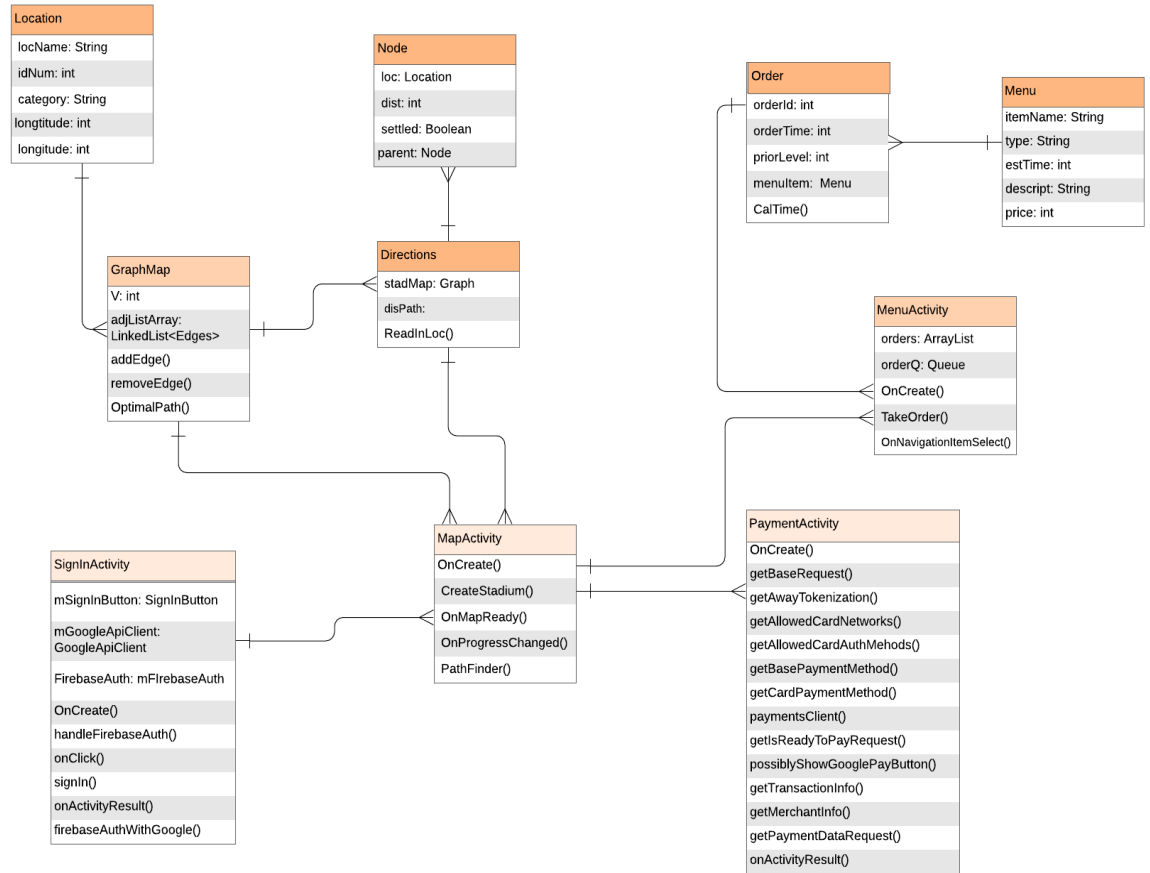 Location
locName: String
idNum: int
category: String
longtitude: int
longitude: int
Node
loc: Location
dist: int
settled: Boolean
parent: Node
Order
orderId: int
orderTime: int
priorLevel: int
menuItem:  Menu
CalTime()
Menu
itemName: String
type: String
estTime: int
descript: String
price: int
GraphMap
V: int
adjListArray:
LinkedList<Edges>
addEdge()
removeEdge()
OptimalPath()
Directions
stadMap: Graph
disPath:
ReadInLoc()
MenuActivity
orders: ArrayList
orderQ: Queue
OnCreate()
TakeOrder()
OnNavigationItemSelect()
SignInActivity
mSignInButton: SignInButton
mGoogleApiClient:
GoogleApiClient
FirebaseAuth: mFIrebaseAuth
OnCreate()
handleFirebaseAuth()
onClick()
signIn()
onActivityResult()
firebaseAuthWithGoogle()
MapActivity
OnCreate()
CreateStadium()
OnMapReady()
OnProgressChanged()
PathFinder()
PaymentActivity
OnCreate()
getBaseRequest()
getAwayTokenization()
getAllowedCardNetworks()
getAllowedCardAuthMehods()
getBasePaymentMethod()
getCardPaymentMethod()
paymentsClient()
getIsReadyToPayRequest()
possiblyShowGooglePayButton()
getTransactionInfo()
getMerchantInfo()
getPaymentDataRequest()
onActivityResult()